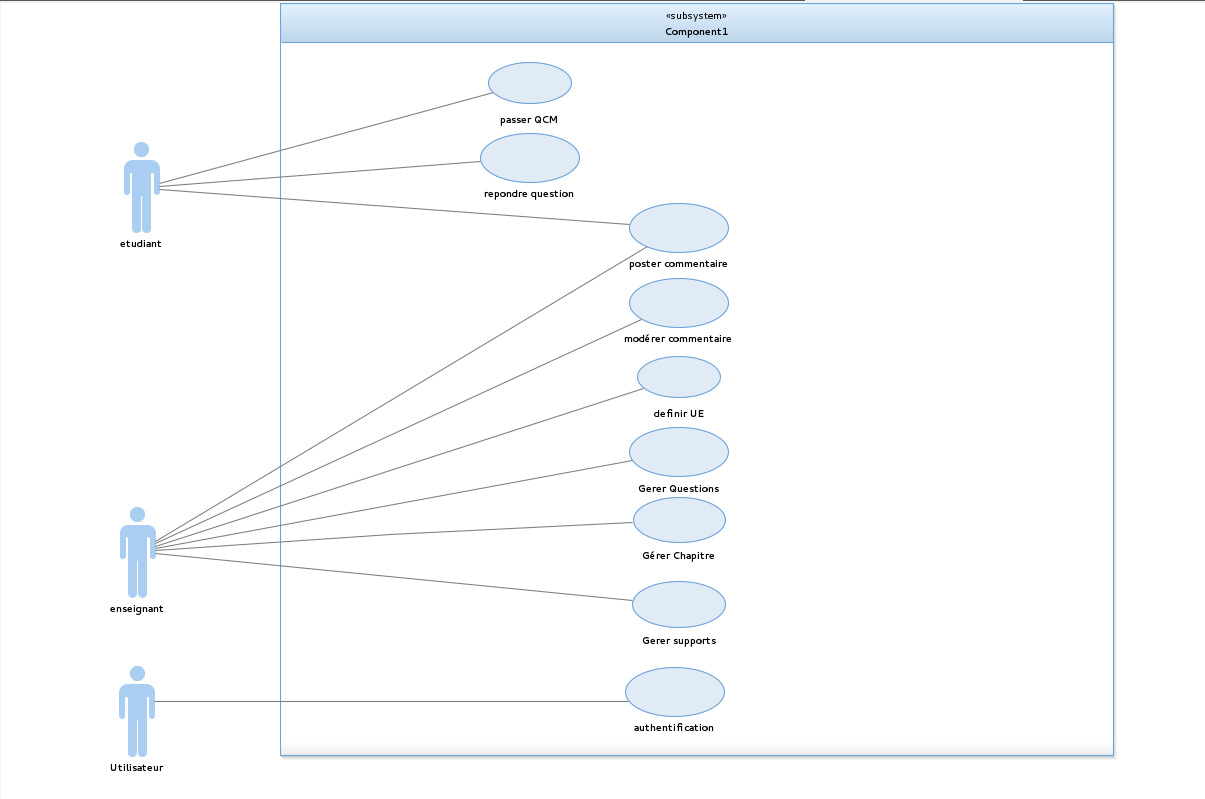 «subsystem»
Component1
passer QCM
repondre question
etudiant
poster commentaire
modérer commentaire
definir UE
Gerer Questions
Gérer Chapitre
enseignant
Gerer supports
authentification
Utilisateur